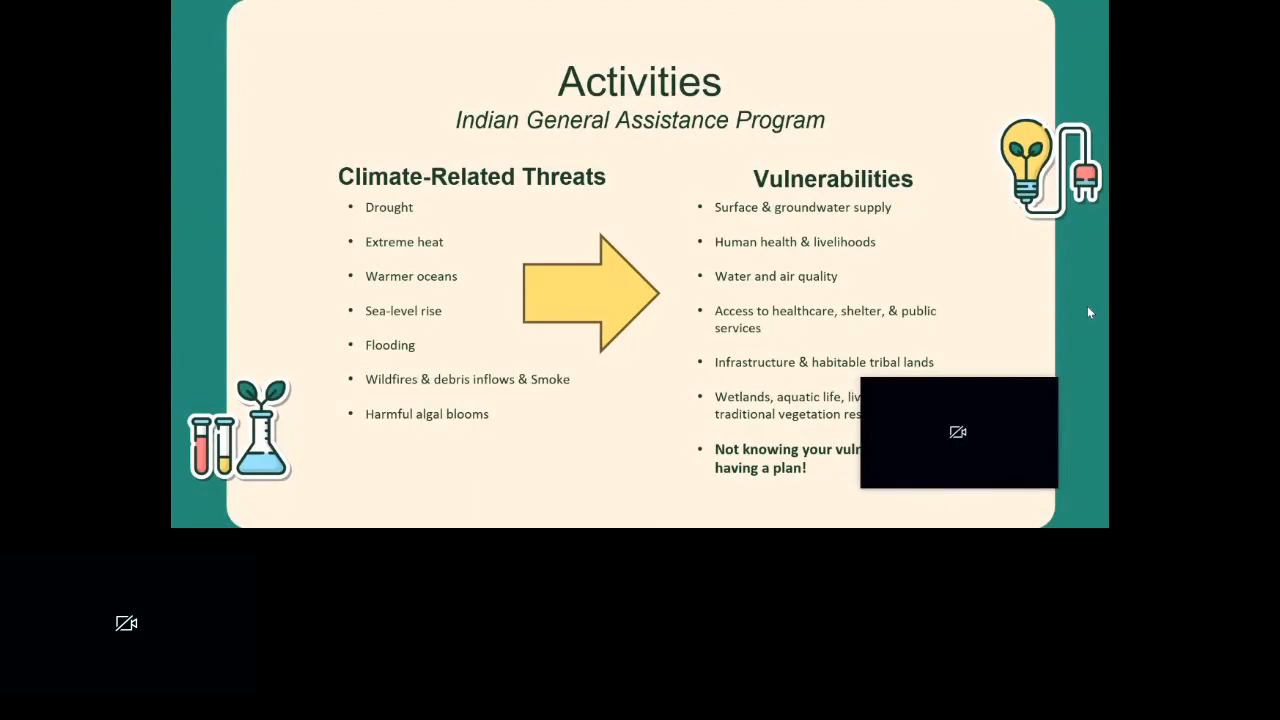 Activities
Indian General Assistance Program
Climate-Related Threats
• Drought
• Extreme heat
• Warmer oceans
• Sea-level rise
• Flooding
• Wildfires & debris inflows & Smoke
• Harmful algal blooms
Vulnerabilities
• Surface & groundwater supply
• Human health & livelihoods
• Water and air quality
• Access to healthcare, shelter, & public
services
• Infrastructure & habitable tribal lands
• Wetlands, aquatic life,
traditional vegetation
• Not knowing your
having a plan!